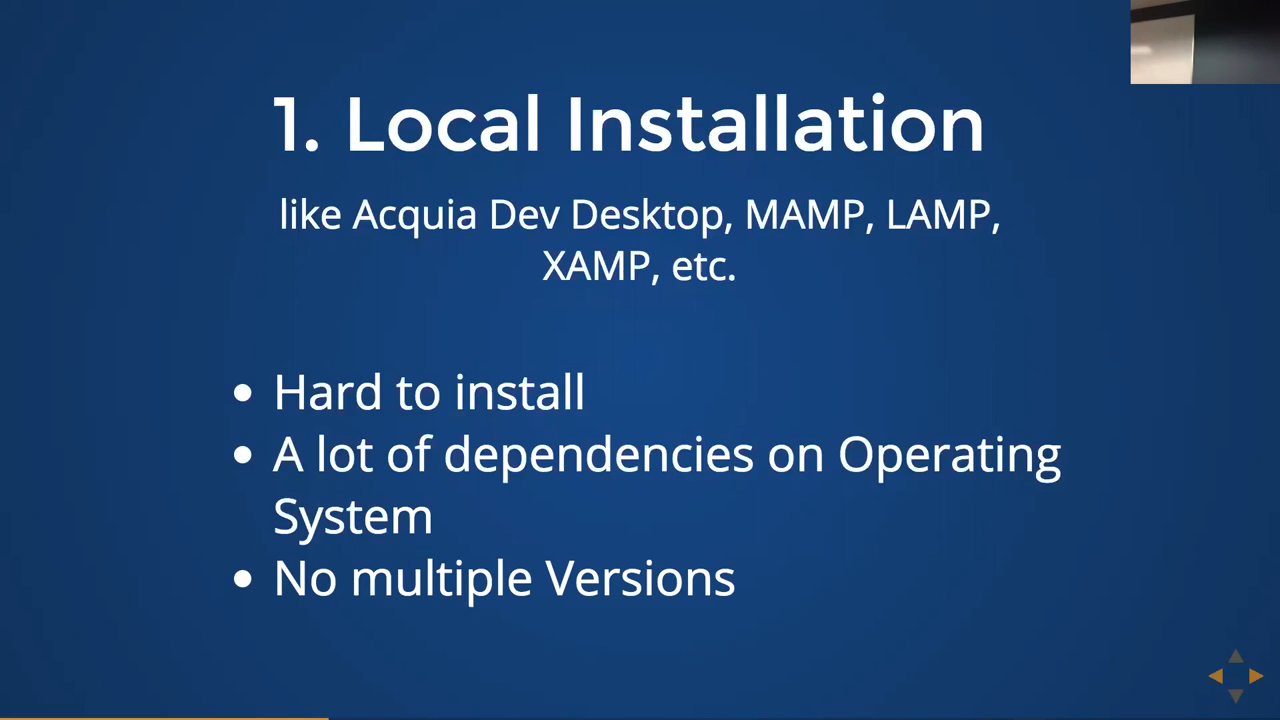 1. Local Installation
like Acquia Dev Desktop, MAMP, LAMP,
XAMP, etc.
• Hard to install
• A lot of dependencies on Operating
System
• No multiple Versions